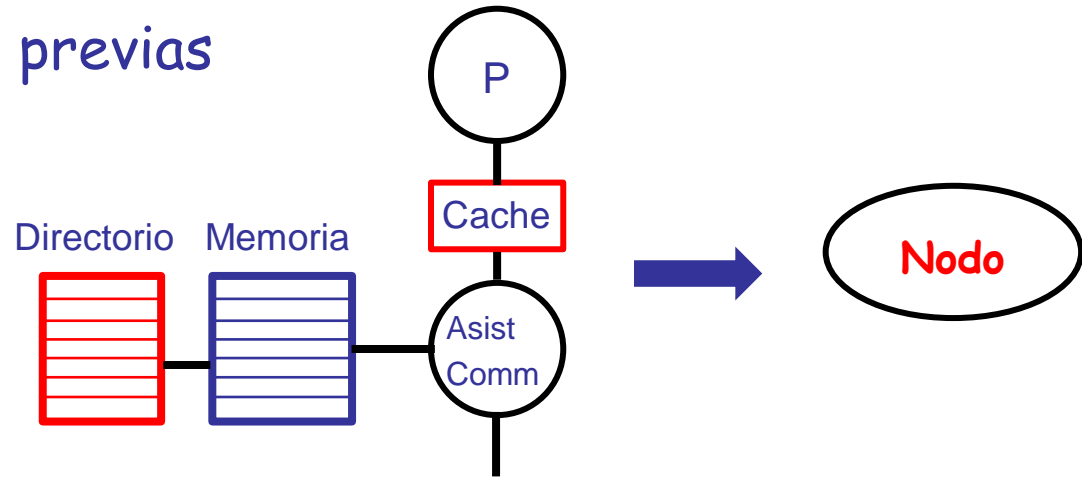 previas
P
Cache
Directorio Memoria
Nodo
Asist
Comm